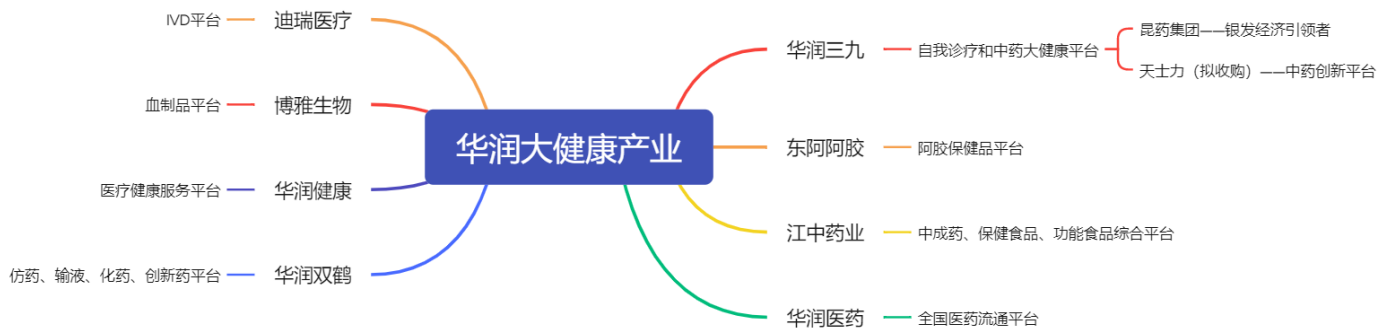 华润大健康产业
迪瑞医疗
IVD平台
博雅生物
血制品平台
华润健康
医疗健康服务平台
华润双鹤
仿药、输液、化药、创新药平台
华润三九
自我诊疗和中药大健康平台
昆药集团——银发经济引领者
天士力（拟收购）——中药创新平台
东阿阿胶
阿胶保健品平台
江中药业
中成药、保健食品、功能食品综合平台
华润医药
全国医药流通平台